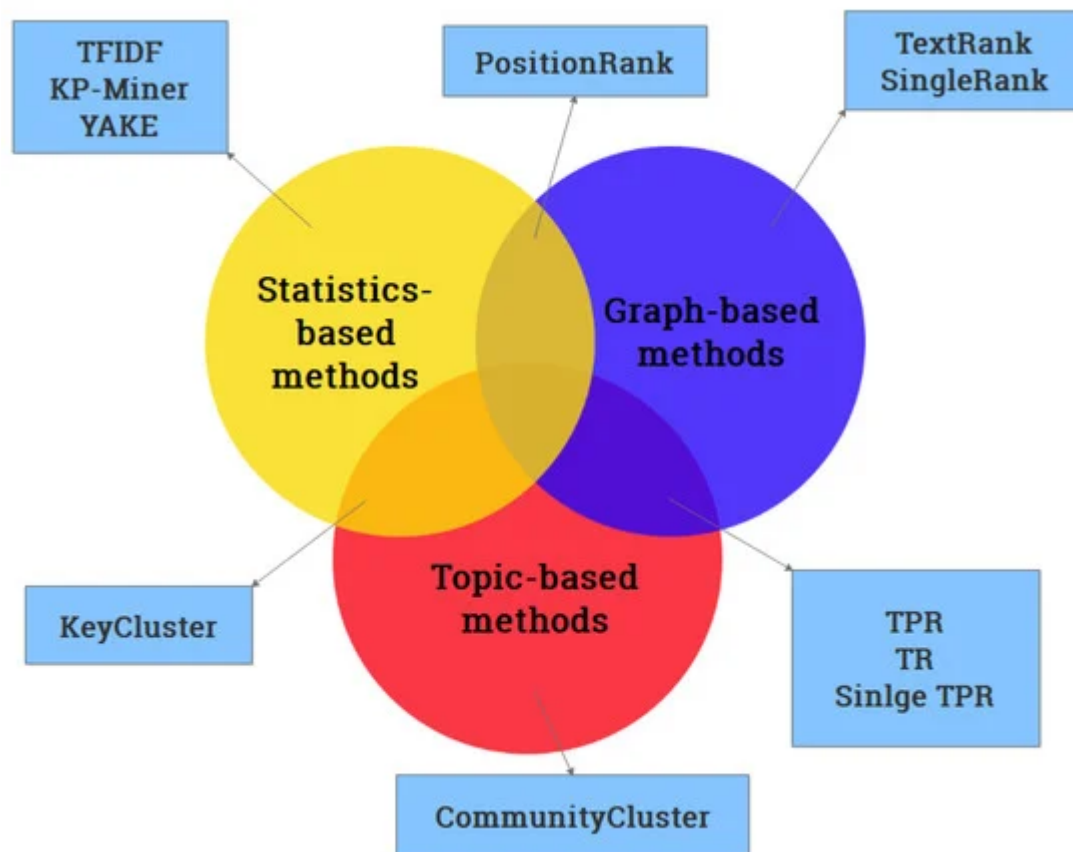 TFIDF
KP-Miner
YAKE
PositionRank
TextRank
SingleRank
Statistics-
based
methods
Graph-based
methods
Topic-based
methods
KeyCluster
TPR
TR
Sinlge TPR
CommunityCluster